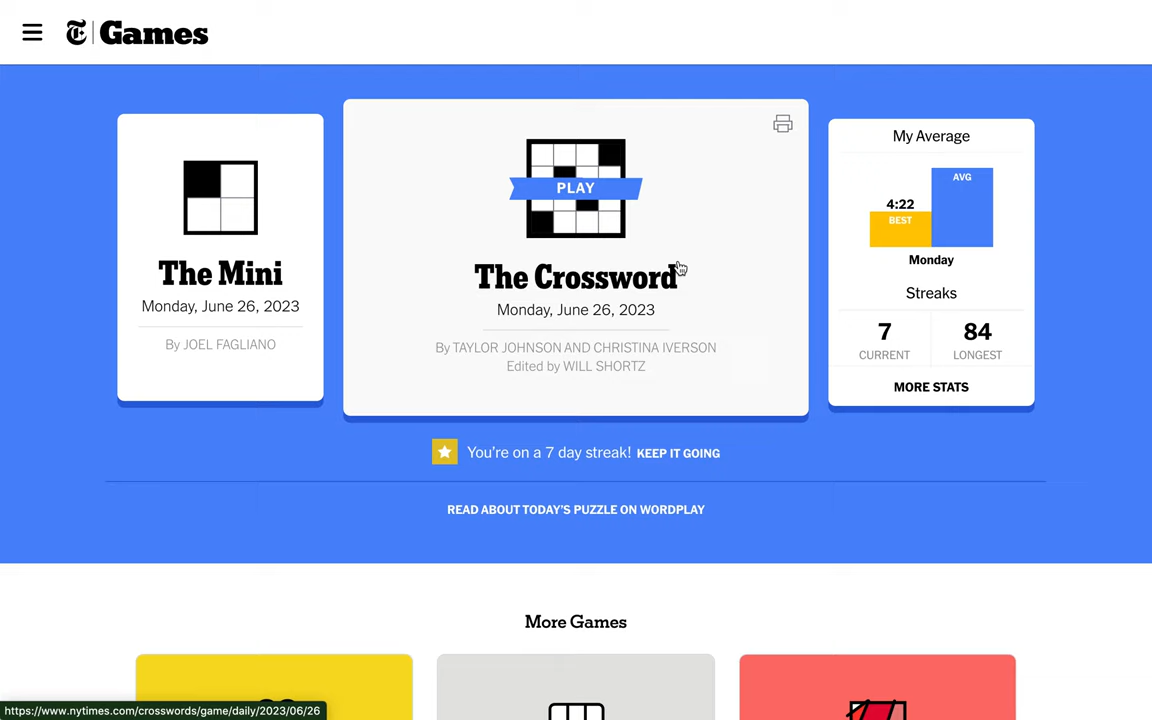 T Games
The Mini
Monday, June 26, 2023
By JOEL FAGLIANO
PLAY
The Crossword
Monday, June 26, 2023
By TAYLOR JOHNSON AND CHRISTINA IVERSON
Edited by WILL SHORTZ
My Average
AVG
4:22
BEST
Monday
Streaks
7 84
CURRENT LONGEST
MORE STATS
You're on a 7 day streak! KEEP IT GOING
READ ABOUT TODAY'S PUZZLE ON WORDPLAY
More Games
https://www.nytimes.com/crosswords/game/daily/2023/06/26